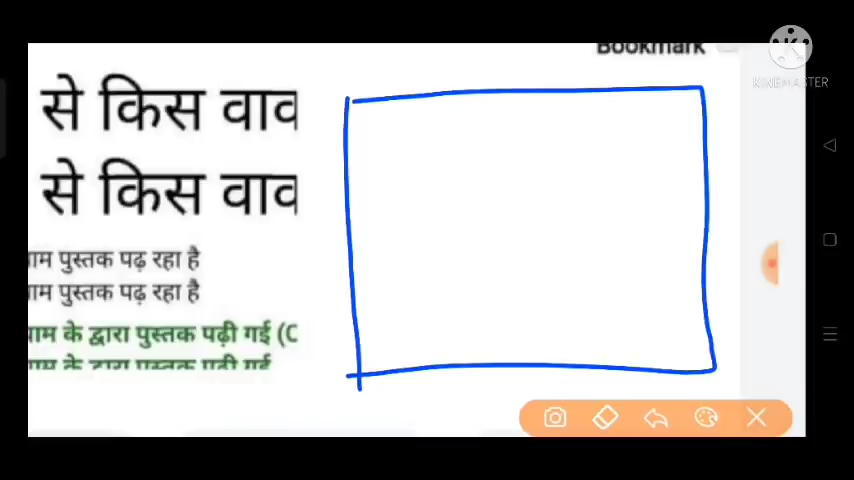 Bookmark
KINEMASTER
से किस
से किस
पुस्तक पढ़ रहा है
पुस्तक पढ़ रहा है
के द्वारा पुस्तक पढ़ी गई (C